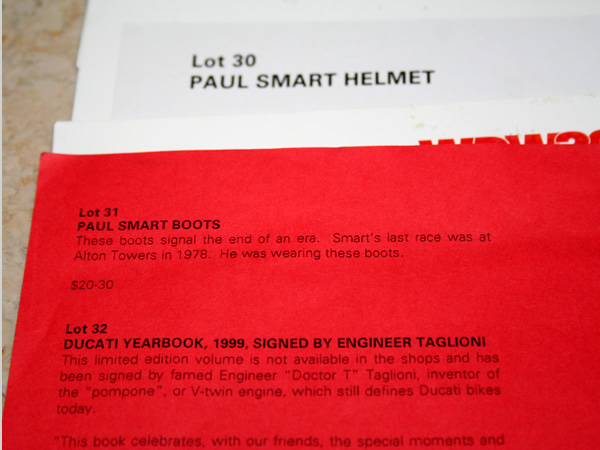 Lot 30
PAUL SMART HELMET
Lot 31
PAUL SMART BOOTS
These boots signal the end of an era. Smart's last race was at
Alton Towers in 1978. He was wearing these boots.
$20-30
Lot 32
DUCATI YEARBOOK, 1999, SIGNED BY ENGINEER TAGLIONI
This limited edition volume is not available in the shops and has
been signed by famed Engineer "Doctor T" Taglioni, inventor of
the "pompone", or V-twin engine, which still defines Ducati bikes
today.
"This book celebrates, with our friends, the special moments and